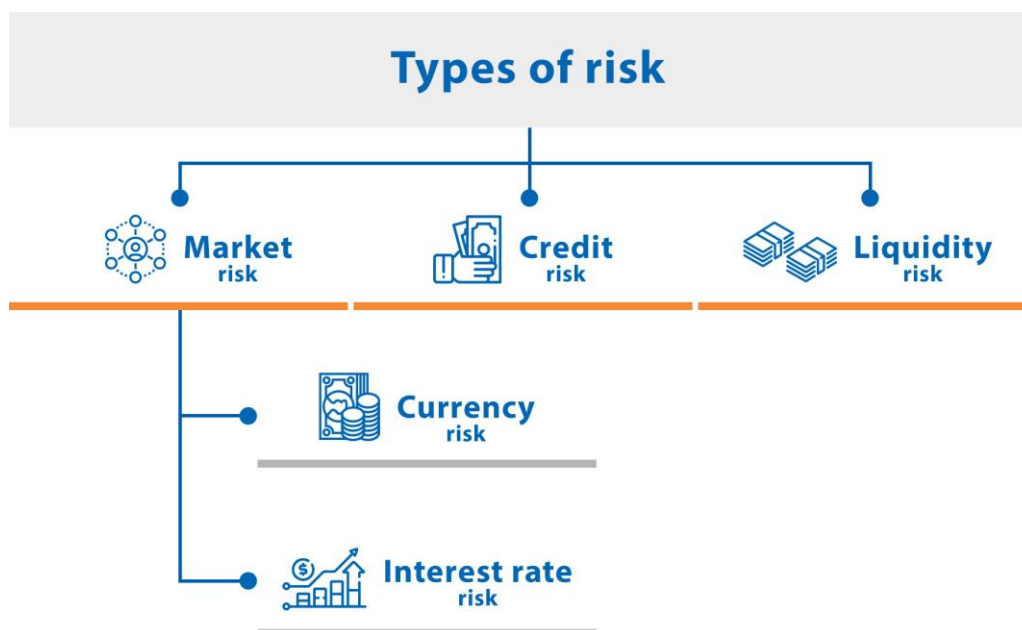 Types of risk
Market
risk
Credit
risk
Liquidity
risk
Currency
risk
Interest rate
risk